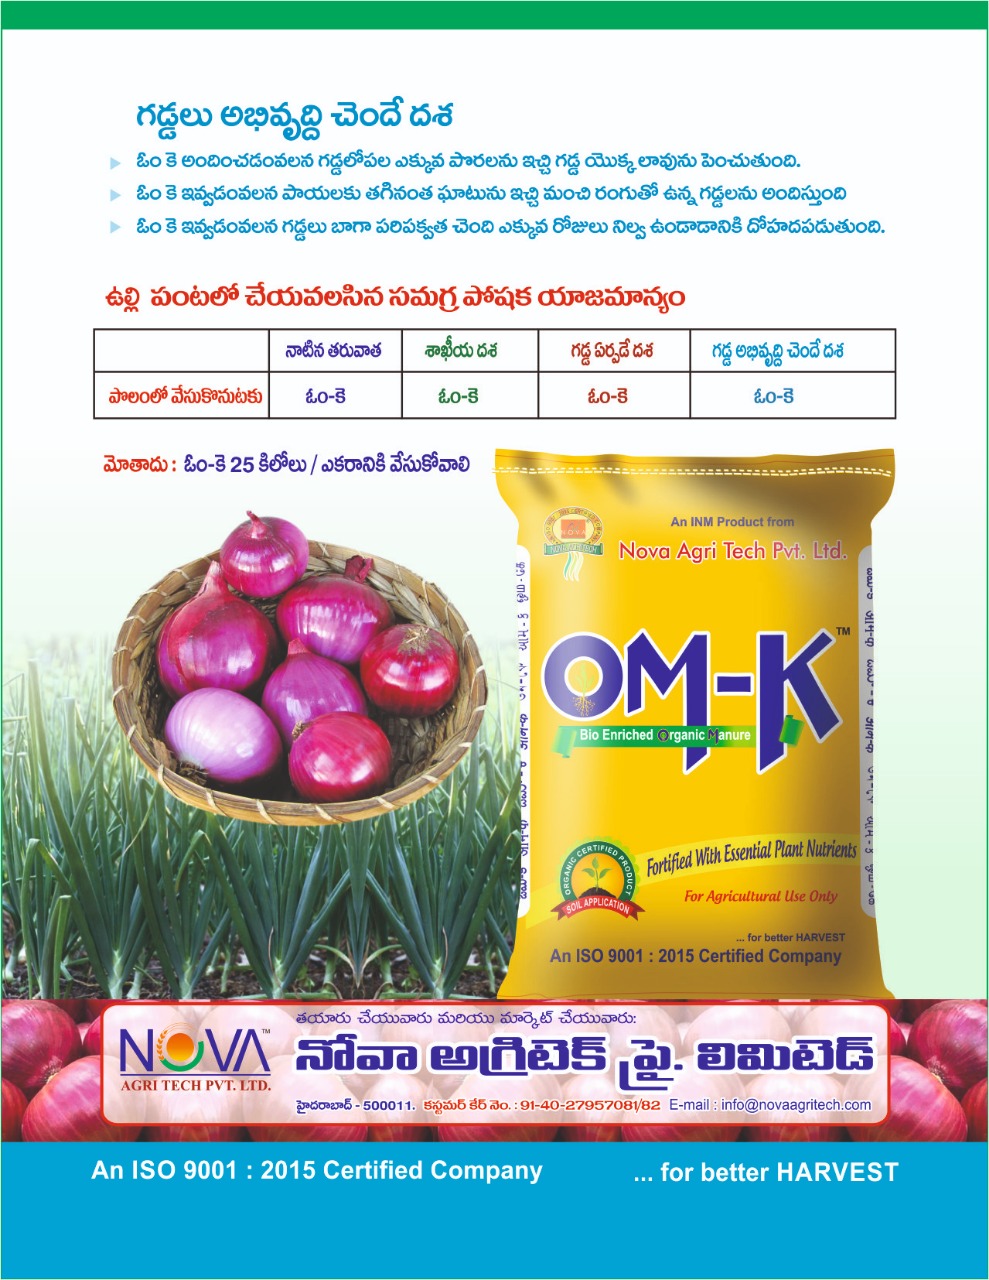 గడ్డలు అభివృద్ది చెందే దశ
ఓం కె అందించడంవలన గడ్డలోపల ఎక్కువ పొరలను ఇచ్చి గడ్డ యొక్క లావును పెంచుతుంది.
ఓం కె ఇవ్వడంవలన పాయలకు తగినంత ఘాటును ఇచ్చి మంచి రంగుతో ఉన్న గడ్డలను అందిస్తుంది
ఓం కె ఇవ్వడంవలన గడ్డలు బాగా పరిపక్వత చెంది ఎక్కువ రోజులు నిల్వ ఉండాడానికి దోహదపడుతుంది.
ఉల్లి పంటలో చేయవలసిన సమగ్ర పోషక యాజమాన్యం
నాటిన తరువాత శాఖీయ దశ గడ్డ ఏర్పడే దశ గడ్డ అభివృద్ది చెందే దశ
పొలంలో వేసుకొనుటకు ఓం-కె ఓం-కె ఓం-కె ఓం-కె
మోతాదు : ఓం-కె 25 కిలోలు / ఎకరానికి వేసుకోవాలి
An INM Product from
NOVA
Nova Agri Tech Pvt. Ltd.
OM-K™
Bio Enriched Organic Manure
ORGANIC CERTIFIED PRODUCT
SOIL APPLICATION
Fortified With Essential Plant Nutrients
For Agricultural Use Only
... for better HARVEST
An ISO 9001 : 2015 Certified Company
తయారు చేయువారు మరియు మార్కెట్ చేయువారు:
NOVA™
AGRI TECH PVT. LTD.
నోవా అగ్రిటెక్ ప్రై. లిమిటెడ్
హైదరాబాద్ - 500011. కస్టమర్ కేర్ నెం. : 91-40-27957081/82 E-mail : info@novaagritech.com
An ISO 9001 : 2015 Certified Company ... for better HARVEST